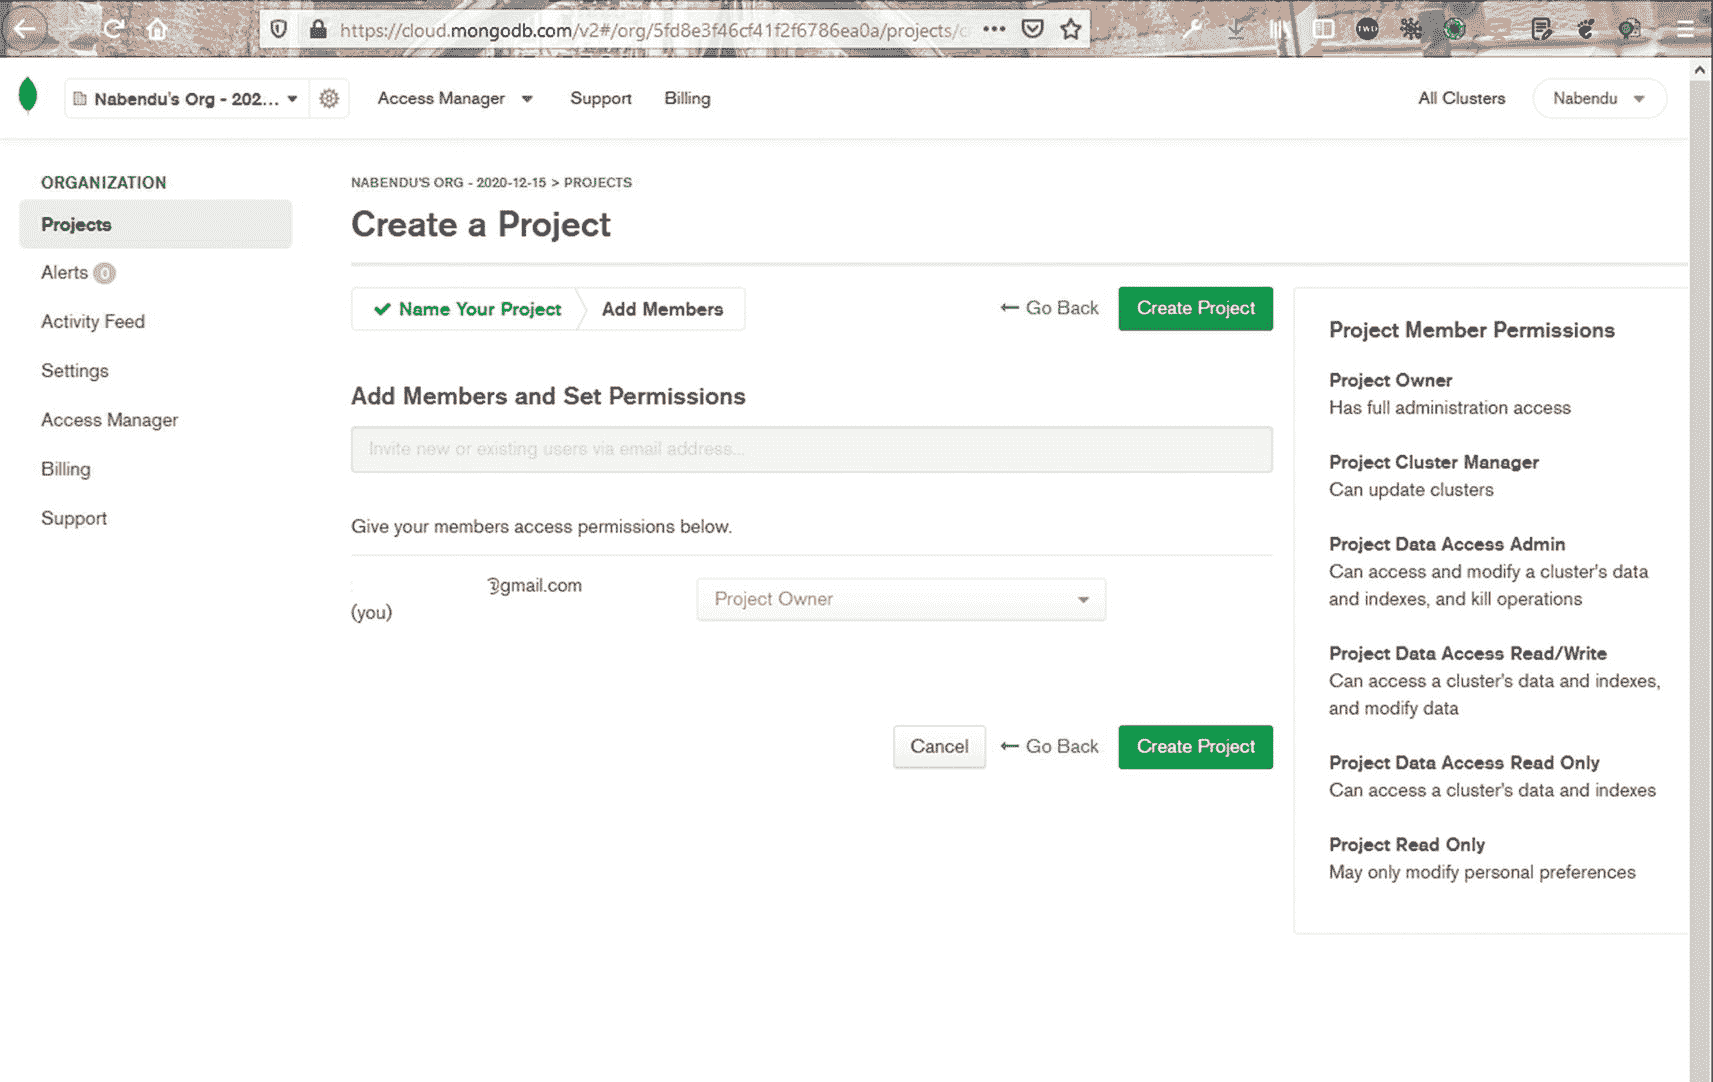 https://cloud.mongodb.com/v2#/org/5fd8e3f46cf41f2f6786ea0a/projects/c
Nabendu's Org - 202...
Access Manager
Support
Billing
All Clusters
Nabendu
ORGANIZATION
Projects
Alerts 0
Activity Feed
Settings
Access Manager
Billing
Support
NABENDU'S ORG - 2020-12-15 > PROJECTS
Create a Project
Name Your Project
Add Members
Go Back
Create Project
Add Members and Set Permissions
Invite new or existing users via email address...
Give your members access permissions below.
@gmail.com
(you)
Project Owner
Cancel
Go Back
Create Project
Project Member Permissions
Project Owner
Has full administration access
Project Cluster Manager
Can update clusters
Project Data Access Admin
Can access and modify a cluster's data
and indexes, and kill operations
Project Data Access Read/Write
Can access a cluster's data and indexes,
and modify data
Project Data Access Read Only
Can access a cluster's data and indexes
Project Read Only
May only modify personal preferences